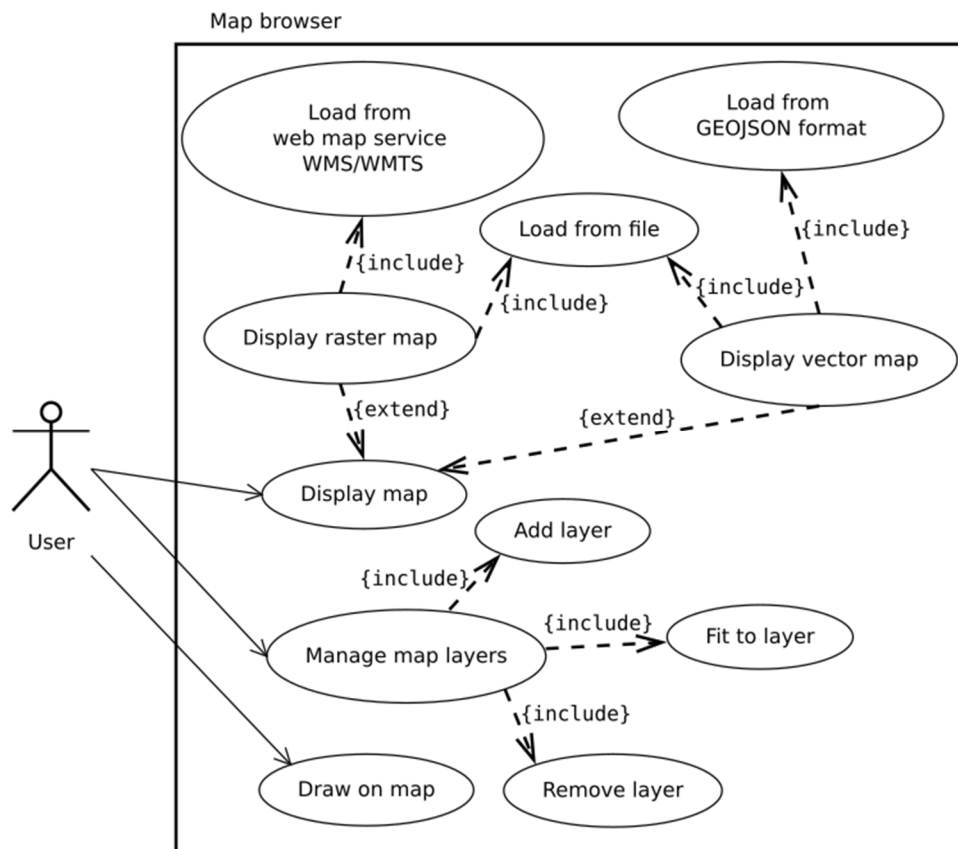 Map browser
Load from
web map service
WMS/WMTS
Load from
GEOJSON format
Load from file
{include}
{include}
{include}
{include}
Display raster map
Display vector map
{extend}
{extend}
Display map
User
Add layer
{include}
Manage map layers
{include}
Fit to layer
{include}
Draw on map
Remove layer